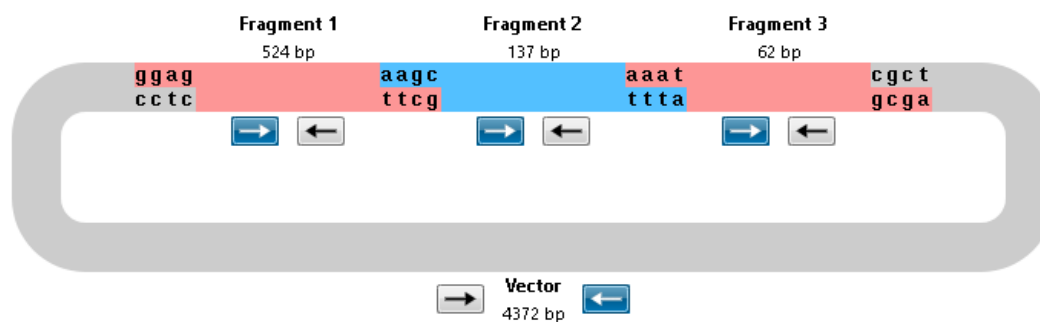 Fragment 1 Fragment 2 Fragment 3
524 bp 137 bp 62 bp
ggag aagc aaat cgct
cctc ttcg ttta gcga
Vector
4372 bp